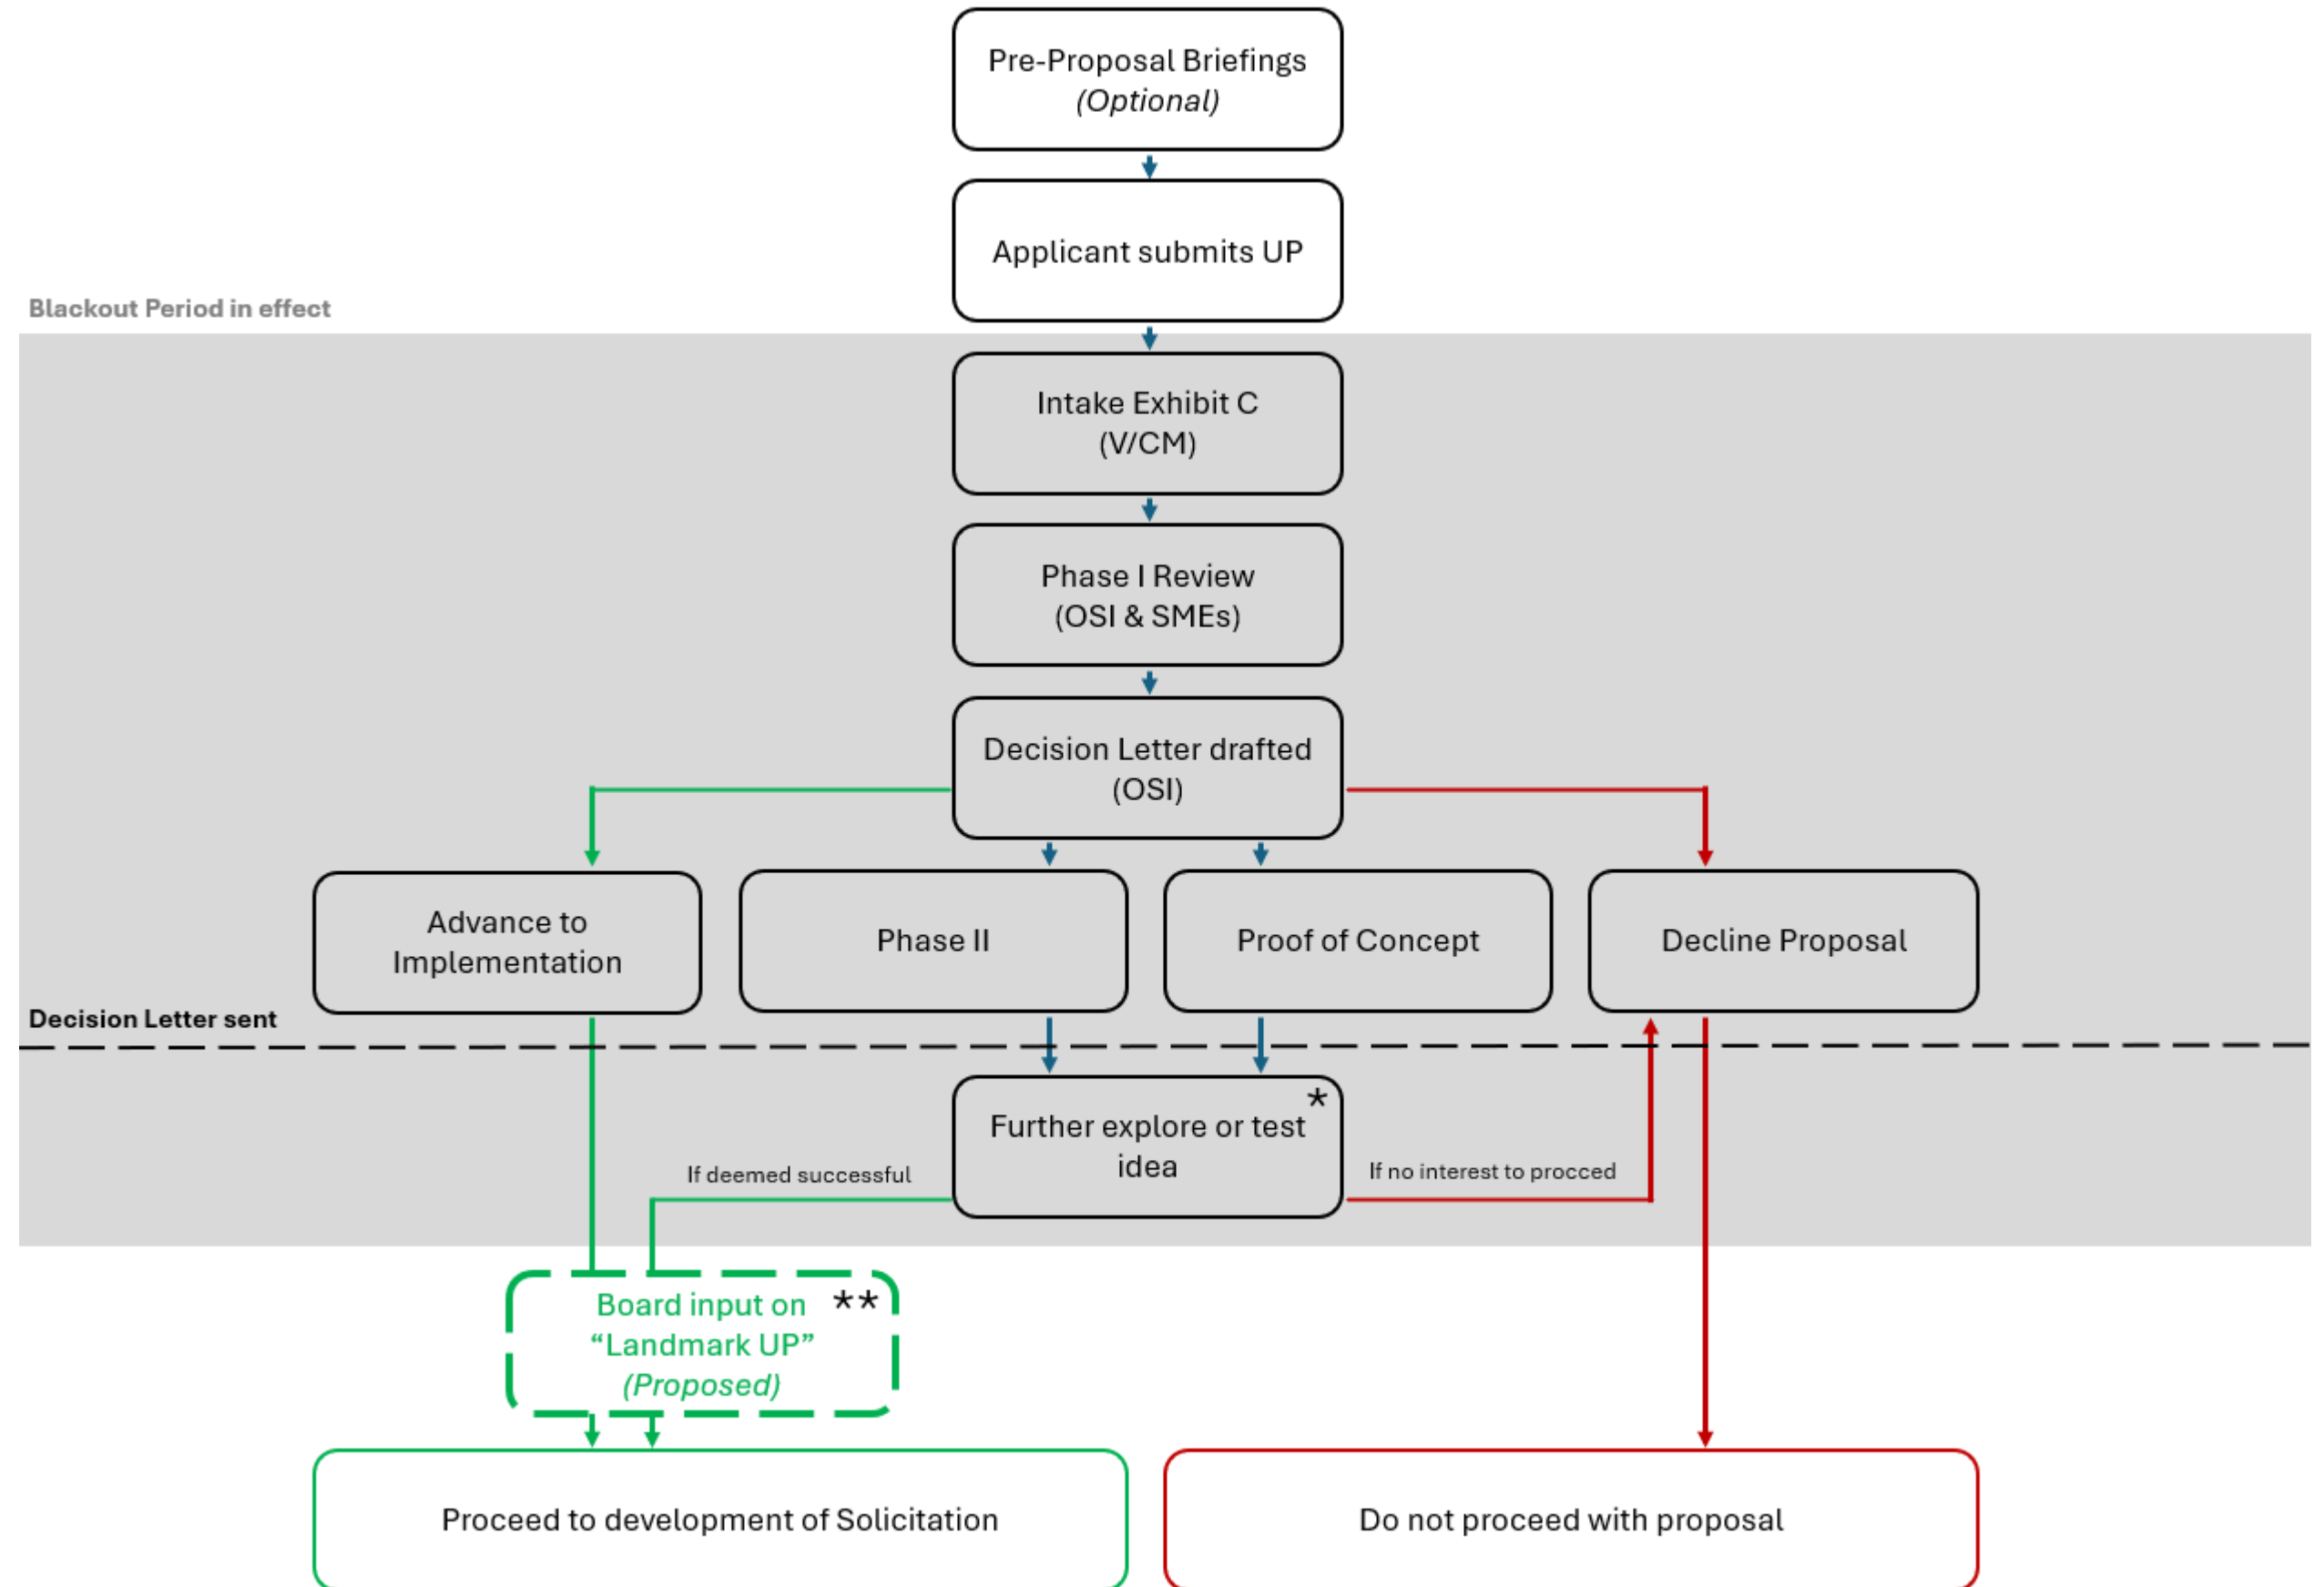 Pre-Proposal Briefings
(Optional)
Applicant submits UP
Blackout Period in effect
Intake Exhibit C
(V/CM)
Phase I Review
(OSI & SMEs)
Decision Letter drafted
(OSI)
Advance to
Implementation
Phase II
Proof of Concept
Decline Proposal
Decision Letter sent
Further explore or test
idea
*
If deemed successful
If no interest to procced
Board input on
**
“Landmark UP”
(Proposed)
Proceed to development of Solicitation
Do not proceed with proposal